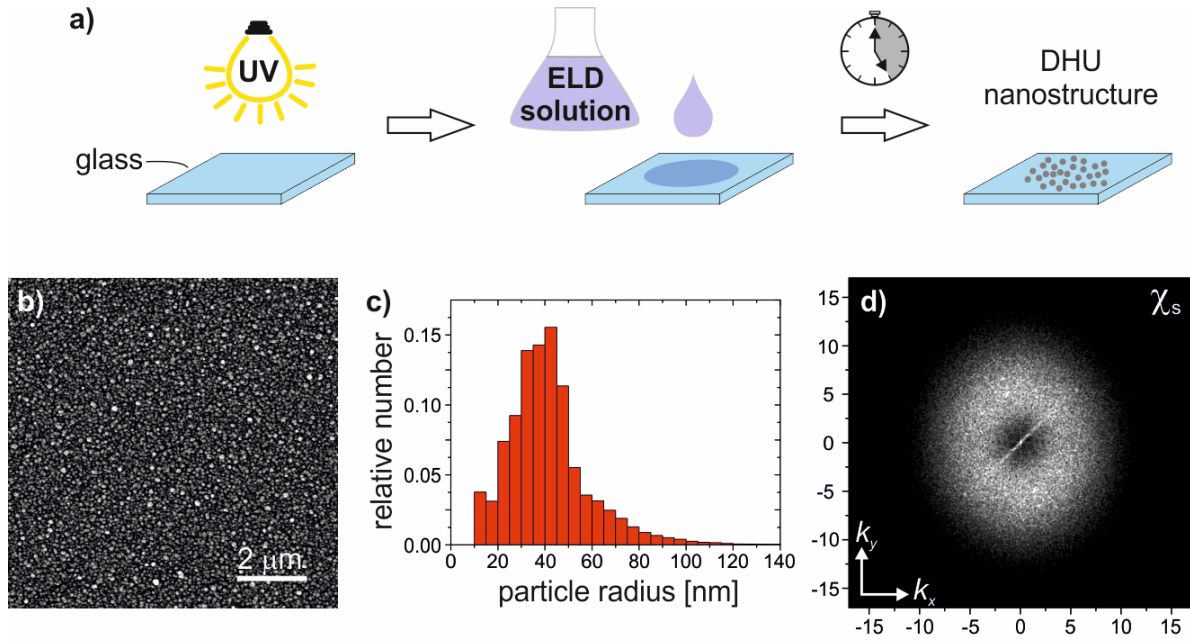 a)
UV
glass
ELD
solution
DHU
nanostructure
b)
2 μm
c)
relative number
0.15
0.10
0.05
0.00
0 20 40 60 80 100 120 140
particle radius [nm]
d)
χs
15
10
5
0
-5
-10
-15
ky
kx
-15 -10 -5 0 5 10 15